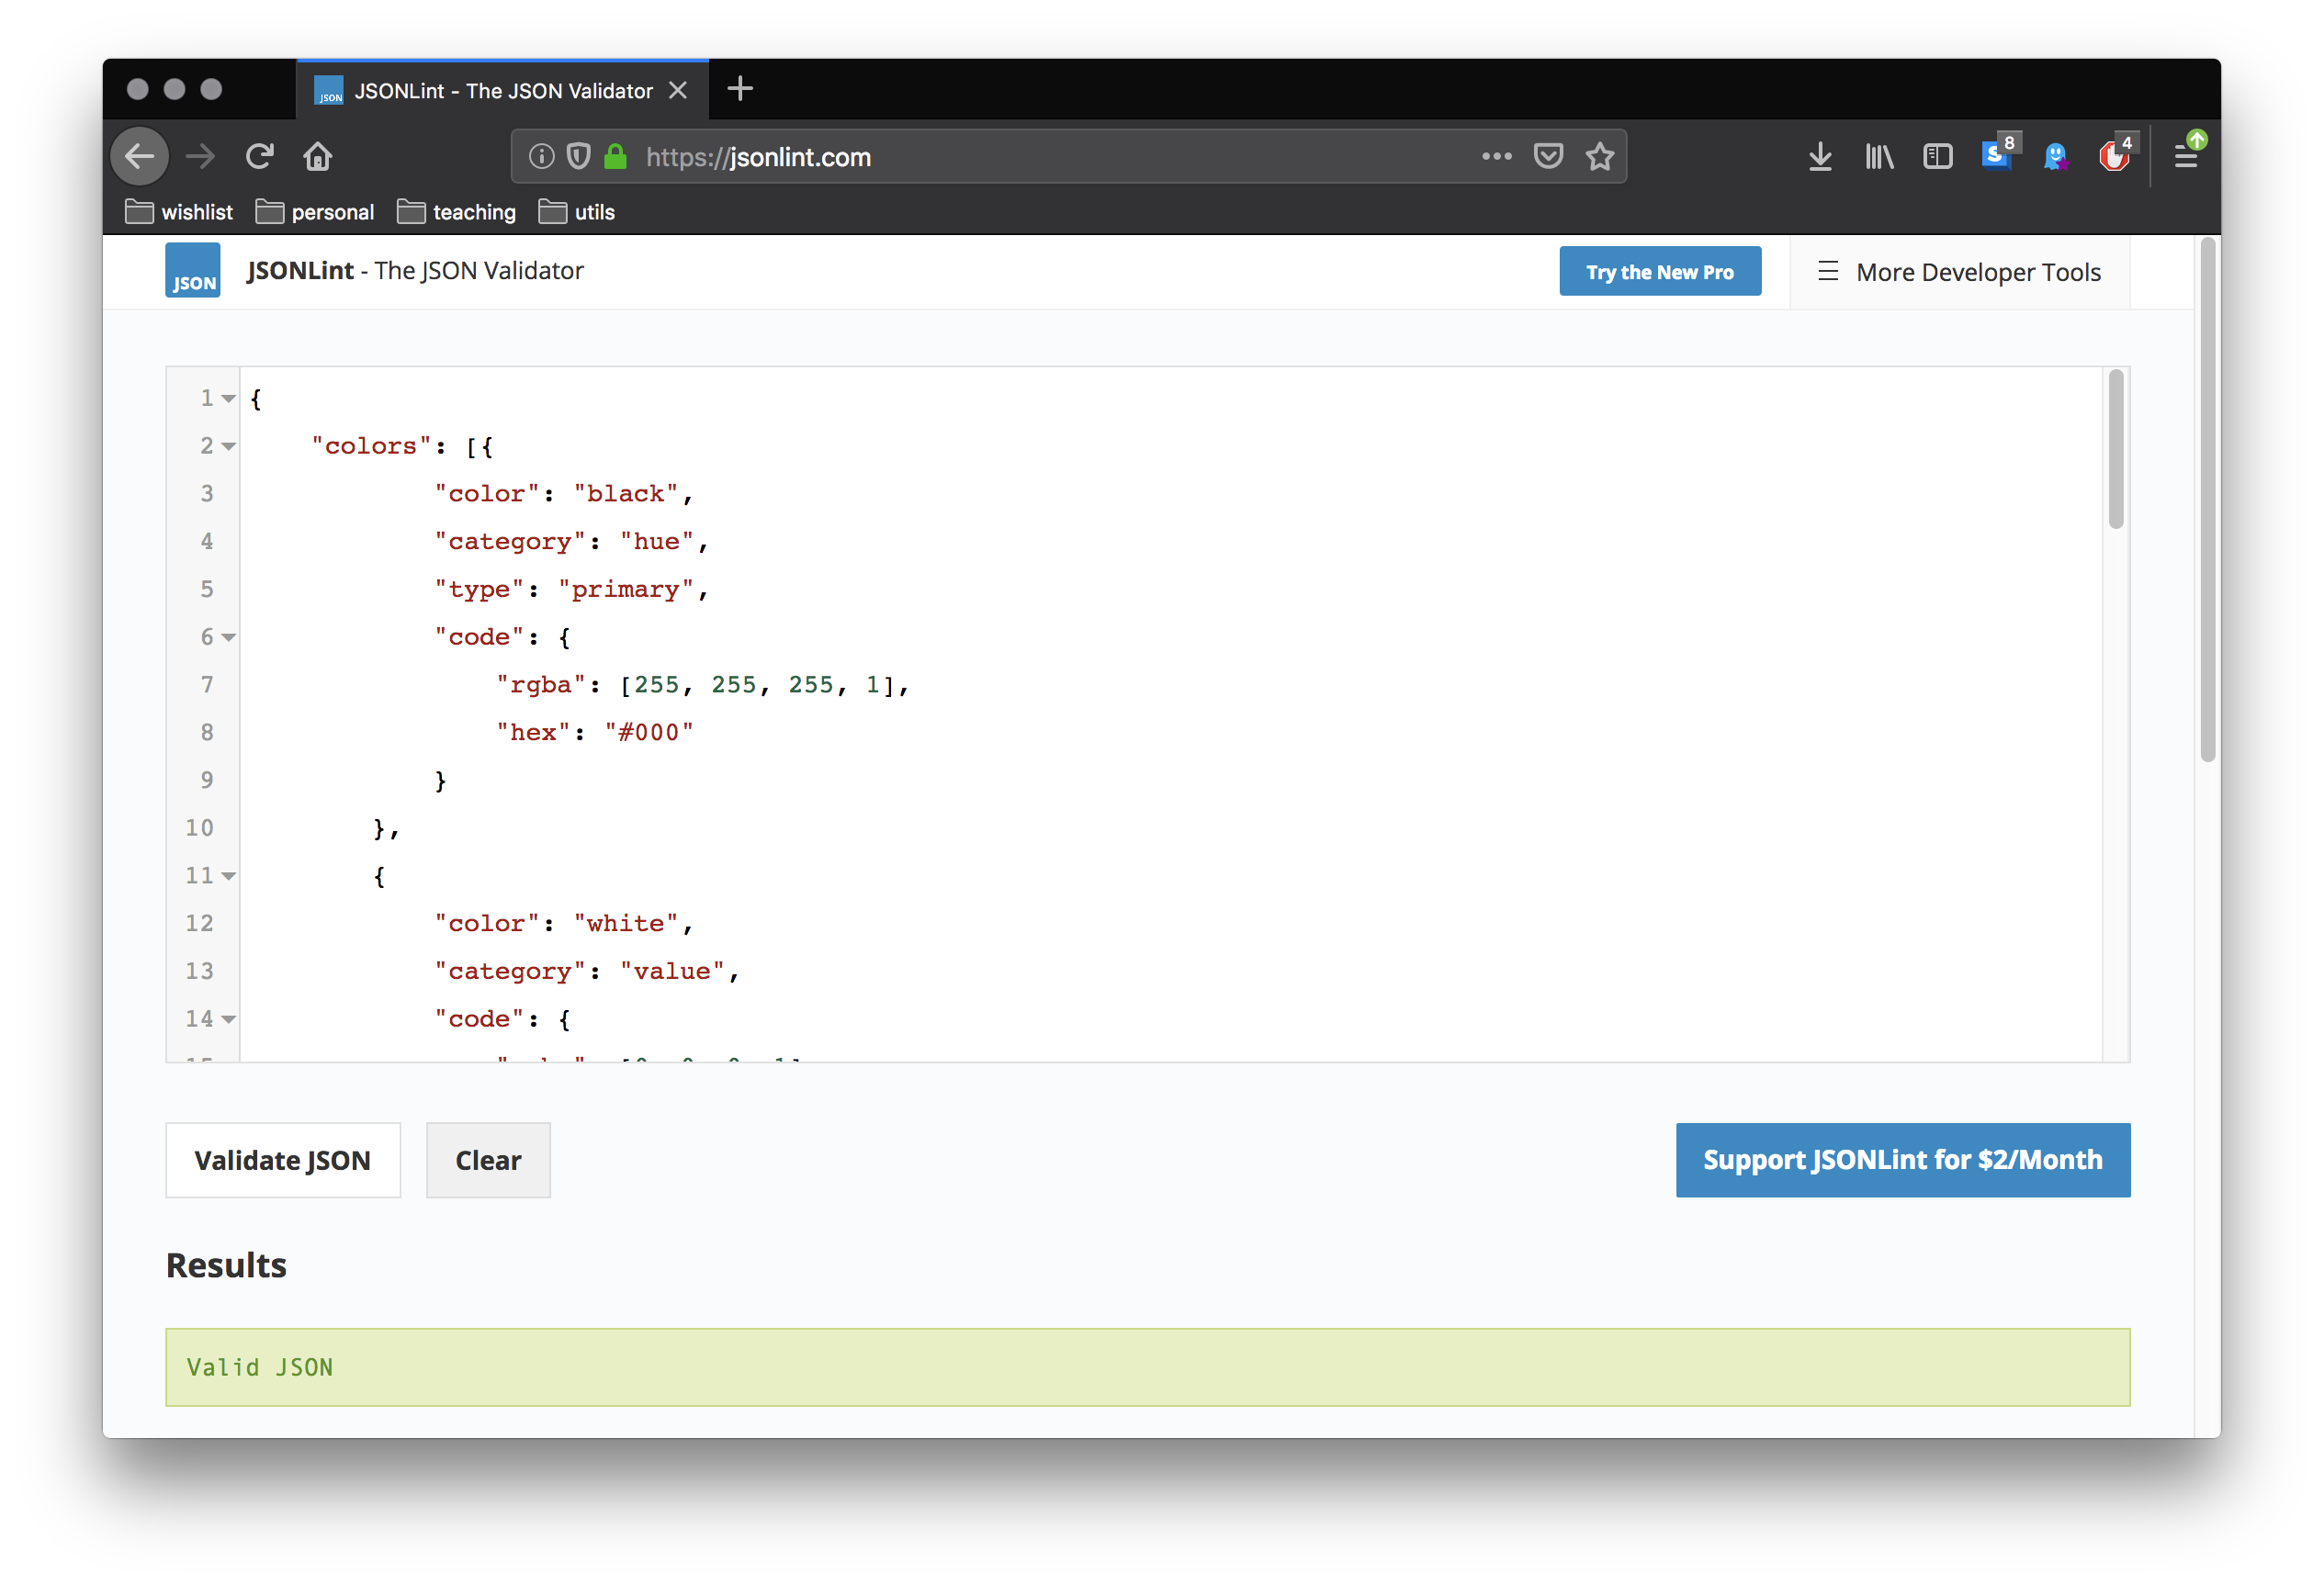 JSON JSONLint - The JSON Validator
https://jsonlint.com
8
4
wishlist personal teaching utils
JSON JSONLint - The JSON Validator Try the New Pro More Developer Tools
1 {
2 "colors": [{
3 "color": "black",
4 "category": "hue",
5 "type": "primary",
6 "code": {
7 "rgba": [255, 255, 255, 1],
8 "hex": "#000"
9 }
10 },
11 {
12 "color": "white",
13 "category": "value",
14 "code": {
Validate JSON Clear Support JSONLint for $2/Month
Results
Valid JSON